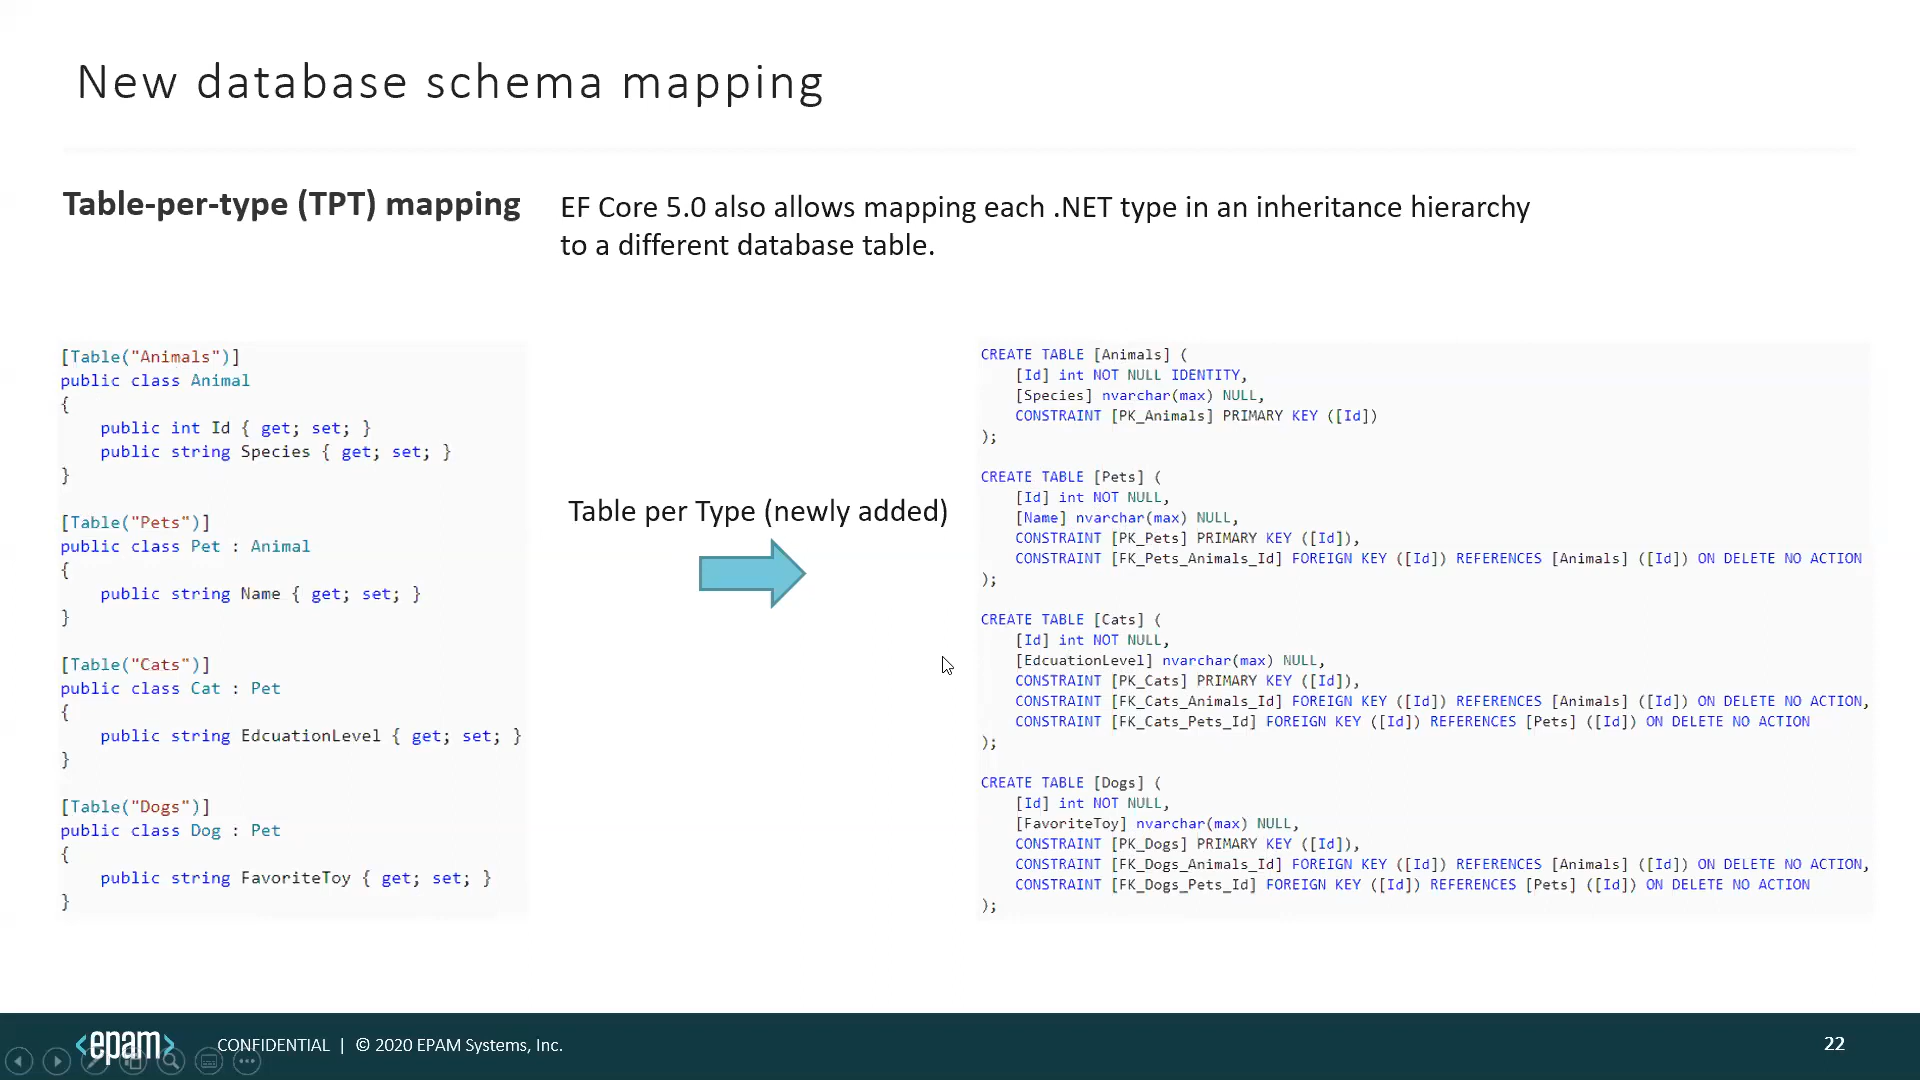 New database schema mapping
Table-per-type (TPT) mapping
EF Core 5.0 also allows mapping each .NET type in an inheritance hierarchy
to a different database table.
[Table("Animals")]
public class Animal
{
    public int Id { get; set; }
    public string Species { get; set; }
}
[Table("Pets")]
public class Pet : Animal
{
    public string Name { get; set; }
}
[Table("Cats")]
public class Cat : Pet
{
    public string EdcuationLevel { get; set; }
}
[Table("Dogs")]
public class Dog : Pet
{
    public string FavoriteToy { get; set; }
}
Table per Type (newly added)
CREATE TABLE [Animals] (
    [Id] int NOT NULL IDENTITY,
    [Species] nvarchar(max) NULL,
    CONSTRAINT [PK_Animals] PRIMARY KEY ([Id])
);
CREATE TABLE [Pets] (
    [Id] int NOT NULL,
    [Name] nvarchar(max) NULL,
    CONSTRAINT [PK_Pets] PRIMARY KEY ([Id]),
    CONSTRAINT [FK_Pets_Animals_Id] FOREIGN KEY ([Id]) REFERENCES [Animals] ([Id]) ON DELETE NO ACTION
);
CREATE TABLE [Cats] (
    [Id] int NOT NULL,
    [EdcuationLevel] nvarchar(max) NULL,
    CONSTRAINT [PK_Cats] PRIMARY KEY ([Id]),
    CONSTRAINT [FK_Cats_Animals_Id] FOREIGN KEY ([Id]) REFERENCES [Animals] ([Id]) ON DELETE NO ACTION,
    CONSTRAINT [FK_Cats_Pets_Id] FOREIGN KEY ([Id]) REFERENCES [Pets] ([Id]) ON DELETE NO ACTION
);
CREATE TABLE [Dogs] (
    [Id] int NOT NULL,
    [FavoriteToy] nvarchar(max) NULL,
    CONSTRAINT [PK_Dogs] PRIMARY KEY ([Id]),
    CONSTRAINT [FK_Dogs_Animals_Id] FOREIGN KEY ([Id]) REFERENCES [Animals] ([Id]) ON DELETE NO ACTION,
    CONSTRAINT [FK_Dogs_Pets_Id] FOREIGN KEY ([Id]) REFERENCES [Pets] ([Id]) ON DELETE NO ACTION
);
<epam>
CONFIDENTIAL | © 2020 EPAM Systems, Inc.
22